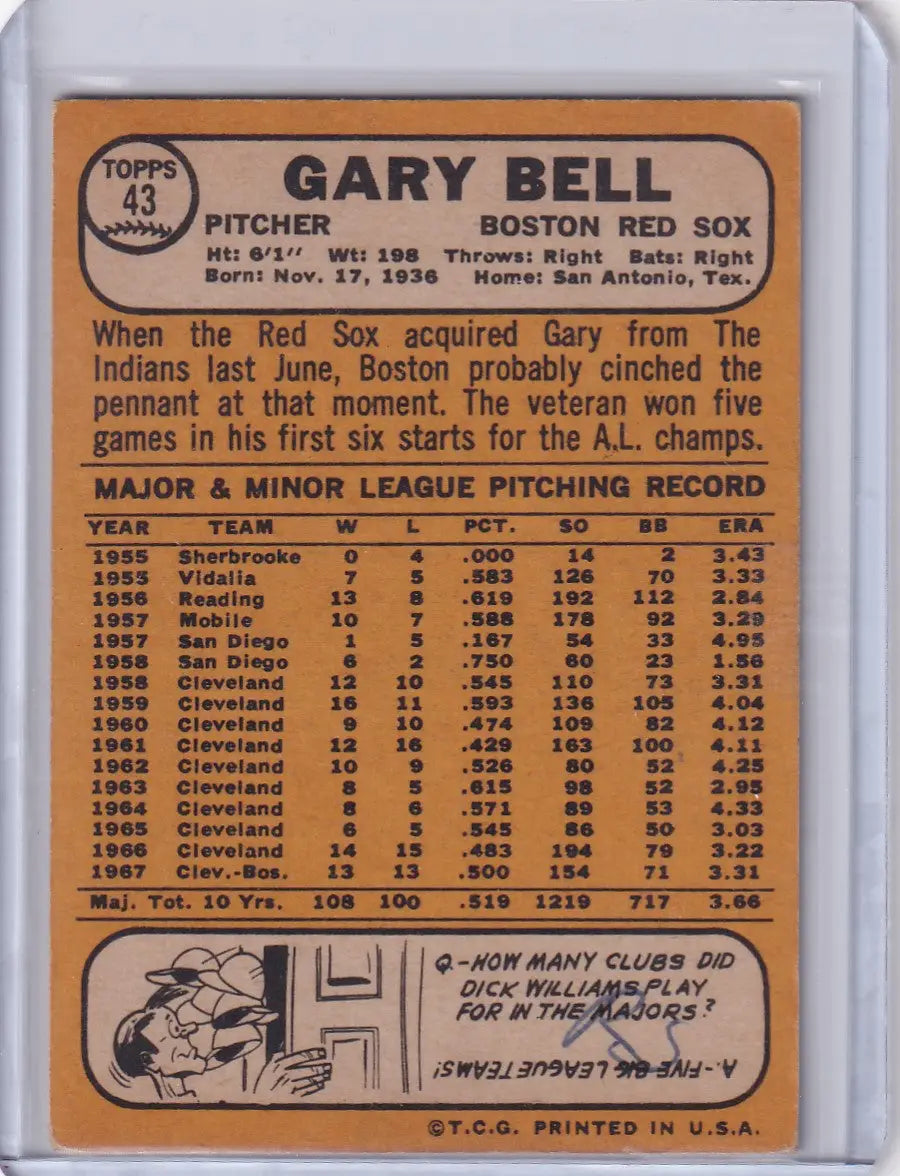 TOPPS
43
GARY BELL
PITCHER BOSTON RED SOX
Ht: 6'1" Wt: 198 Throws: Right Bats: Right
Born: Nov. 17, 1936 Home: San Antonio, Tex.
When the Red Sox acquired Gary from The
Indians last June, Boston probably cinched the
pennant at that moment. The veteran won five
games in his first six starts for the A.L. champs.
MAJOR & MINOR LEAGUE PITCHING RECORD
YEAR TEAM W L PCT. SO BB ERA
1955 Sherbrooke 0 4 .000 14 2 3.43
1955 Vidalia 7 5 .583 126 70 3.33
1956 Reading 13 8 .619 192 112 2.84
1957 Mobile 10 7 .588 178 92 3.29
1957 San Diego 1 5 .167 54 33 4.95
1958 San Diego 6 2 .750 60 23 1.56
1958 Cleveland 12 10 .545 110 73 3.31
1959 Cleveland 16 11 .593 136 105 4.04
1960 Cleveland 9 10 .474 109 82 4.12
1961 Cleveland 12 16 .429 163 100 4.11
1962 Cleveland 10 9 .526 80 52 4.25
1963 Cleveland 8 5 .615 98 52 2.95
1964 Cleveland 8 6 .571 89 53 4.33
1965 Cleveland 6 5 .545 86 50 3.03
1966 Cleveland 14 15 .483 194 79 3.22
1967 Clev.-Bos. 13 13 .500 154 71 3.31
Maj. Tot. 10 Yrs. 108 100 .519 1219 717 3.66
Q.-HOW MANY CLUBS DID
DICK WILLIAMS PLAY
FOR IN THE MAJORS?
A.-FIVE BIG LEAGUE TEAMS!
©T.C.G. PRINTED IN U.S.A.